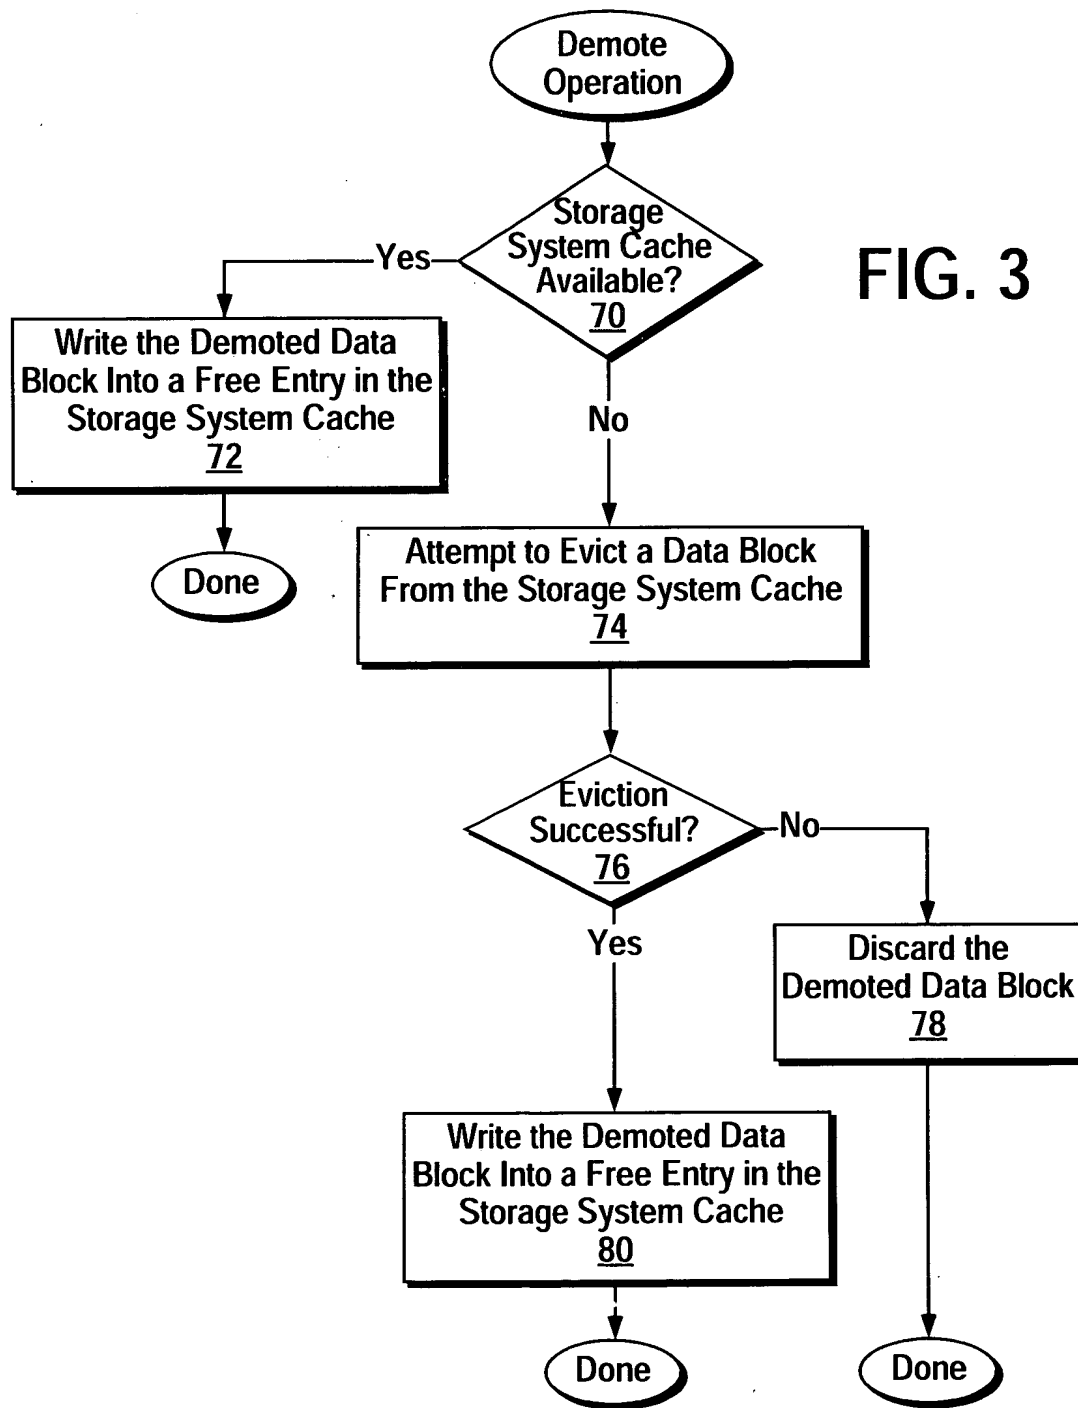 Demote
Operation
Storage
System Cache
Available?
70
Yes
FIG. 3
Write the Demoted Data
Block Into a Free Entry in the
Storage System Cache
72
No
Done
Attempt to Evict a Data Block
From the Storage System Cache
74
Eviction
Successful?
76
No
Yes
Discard the
Demoted Data Block
78
Write the Demoted Data
Block Into a Free Entry in the
Storage System Cache
80
Done
Done